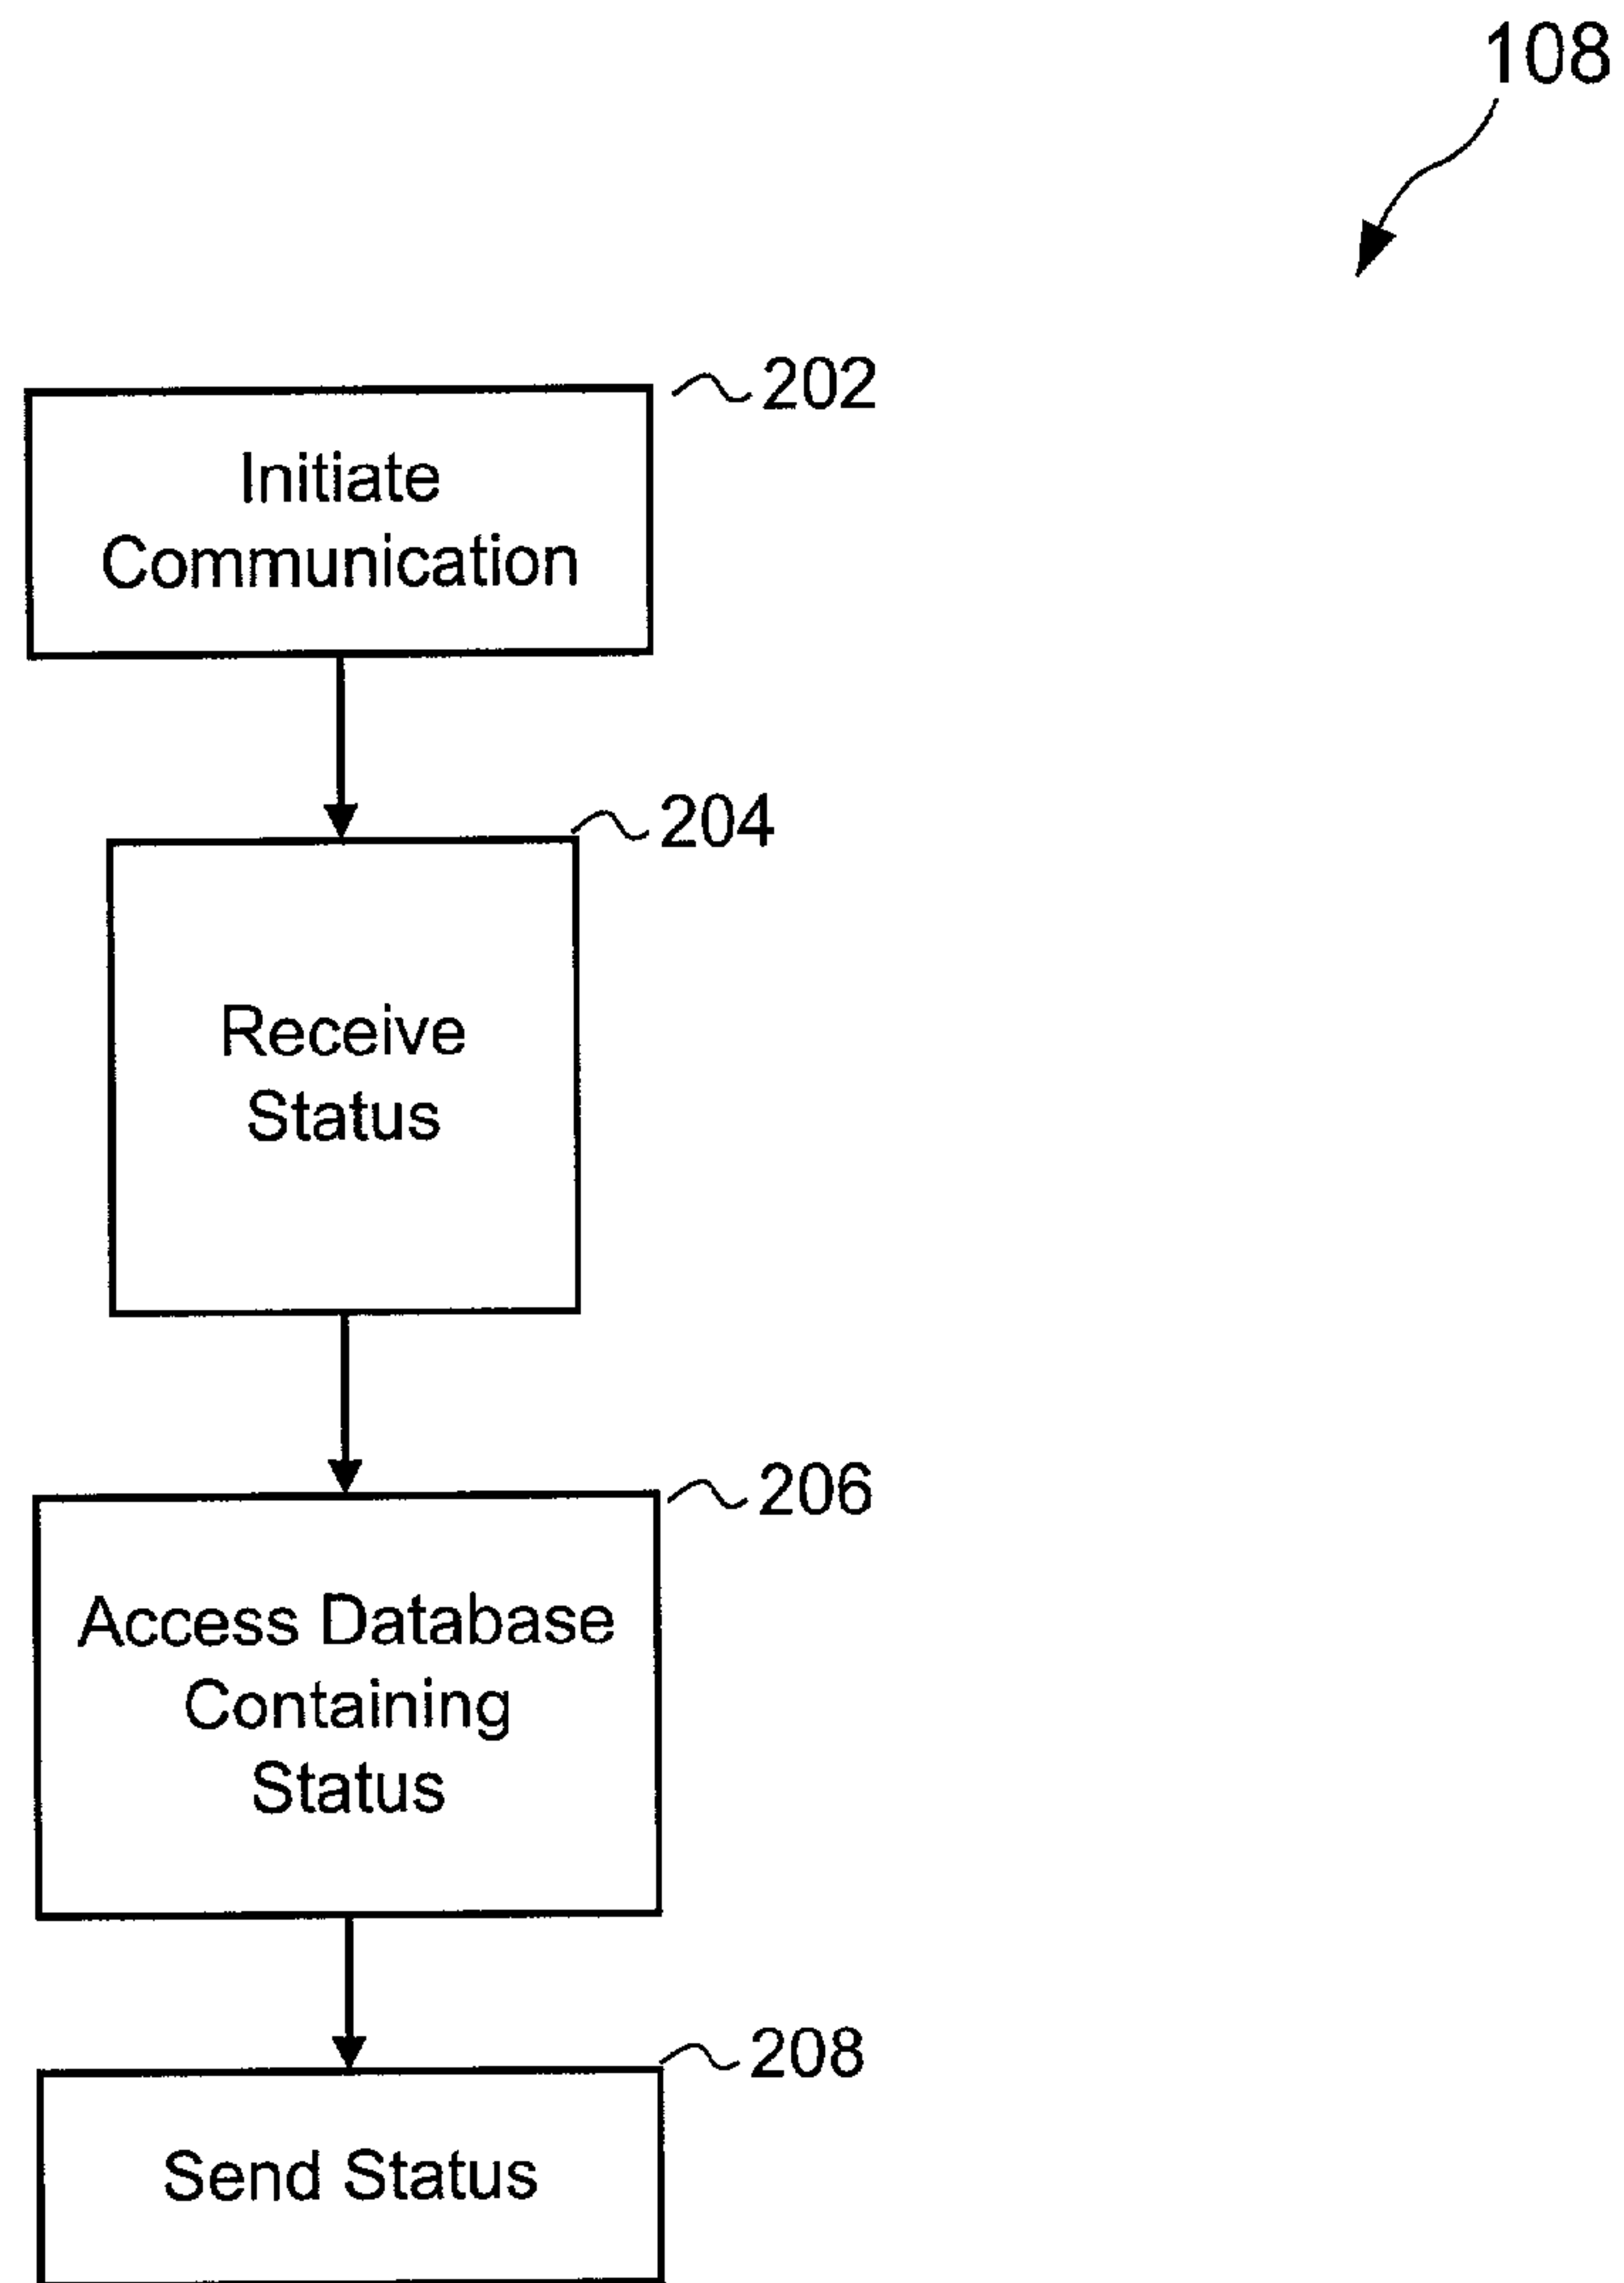 108
202
Initiate
Communication
204
Receive
Status
206
Access Database
Containing
Status
208
Send Status